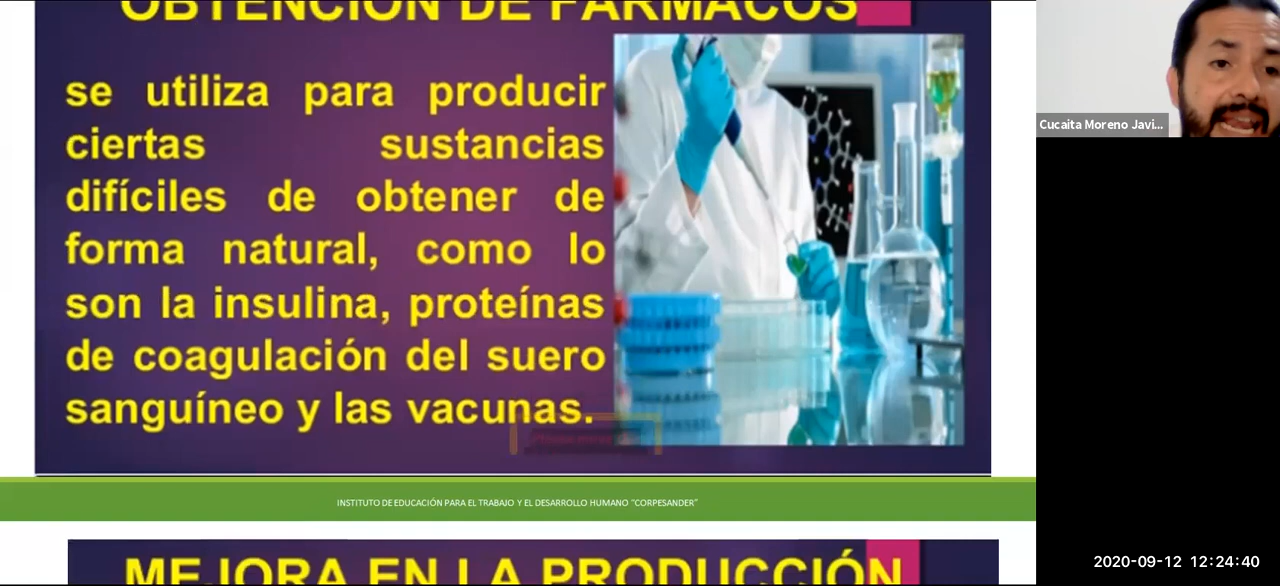 OBTENCIÓN DE FÁRMACOS
se utiliza para producir
ciertas sustancias
difíciles de obtener de
forma natural, como lo
son la insulina, proteínas
de coagulación del suero
sanguíneo y las vacunas.
INSTITUTO DE EDUCACIÓN PARA EL TRABAJO Y EL DESARROLLO HUMANO "CORPESANDER"
MEJORA EN LA PRODUCCIÓN
Cucaita Moreno Javi...
2020-09-12 12:24:40